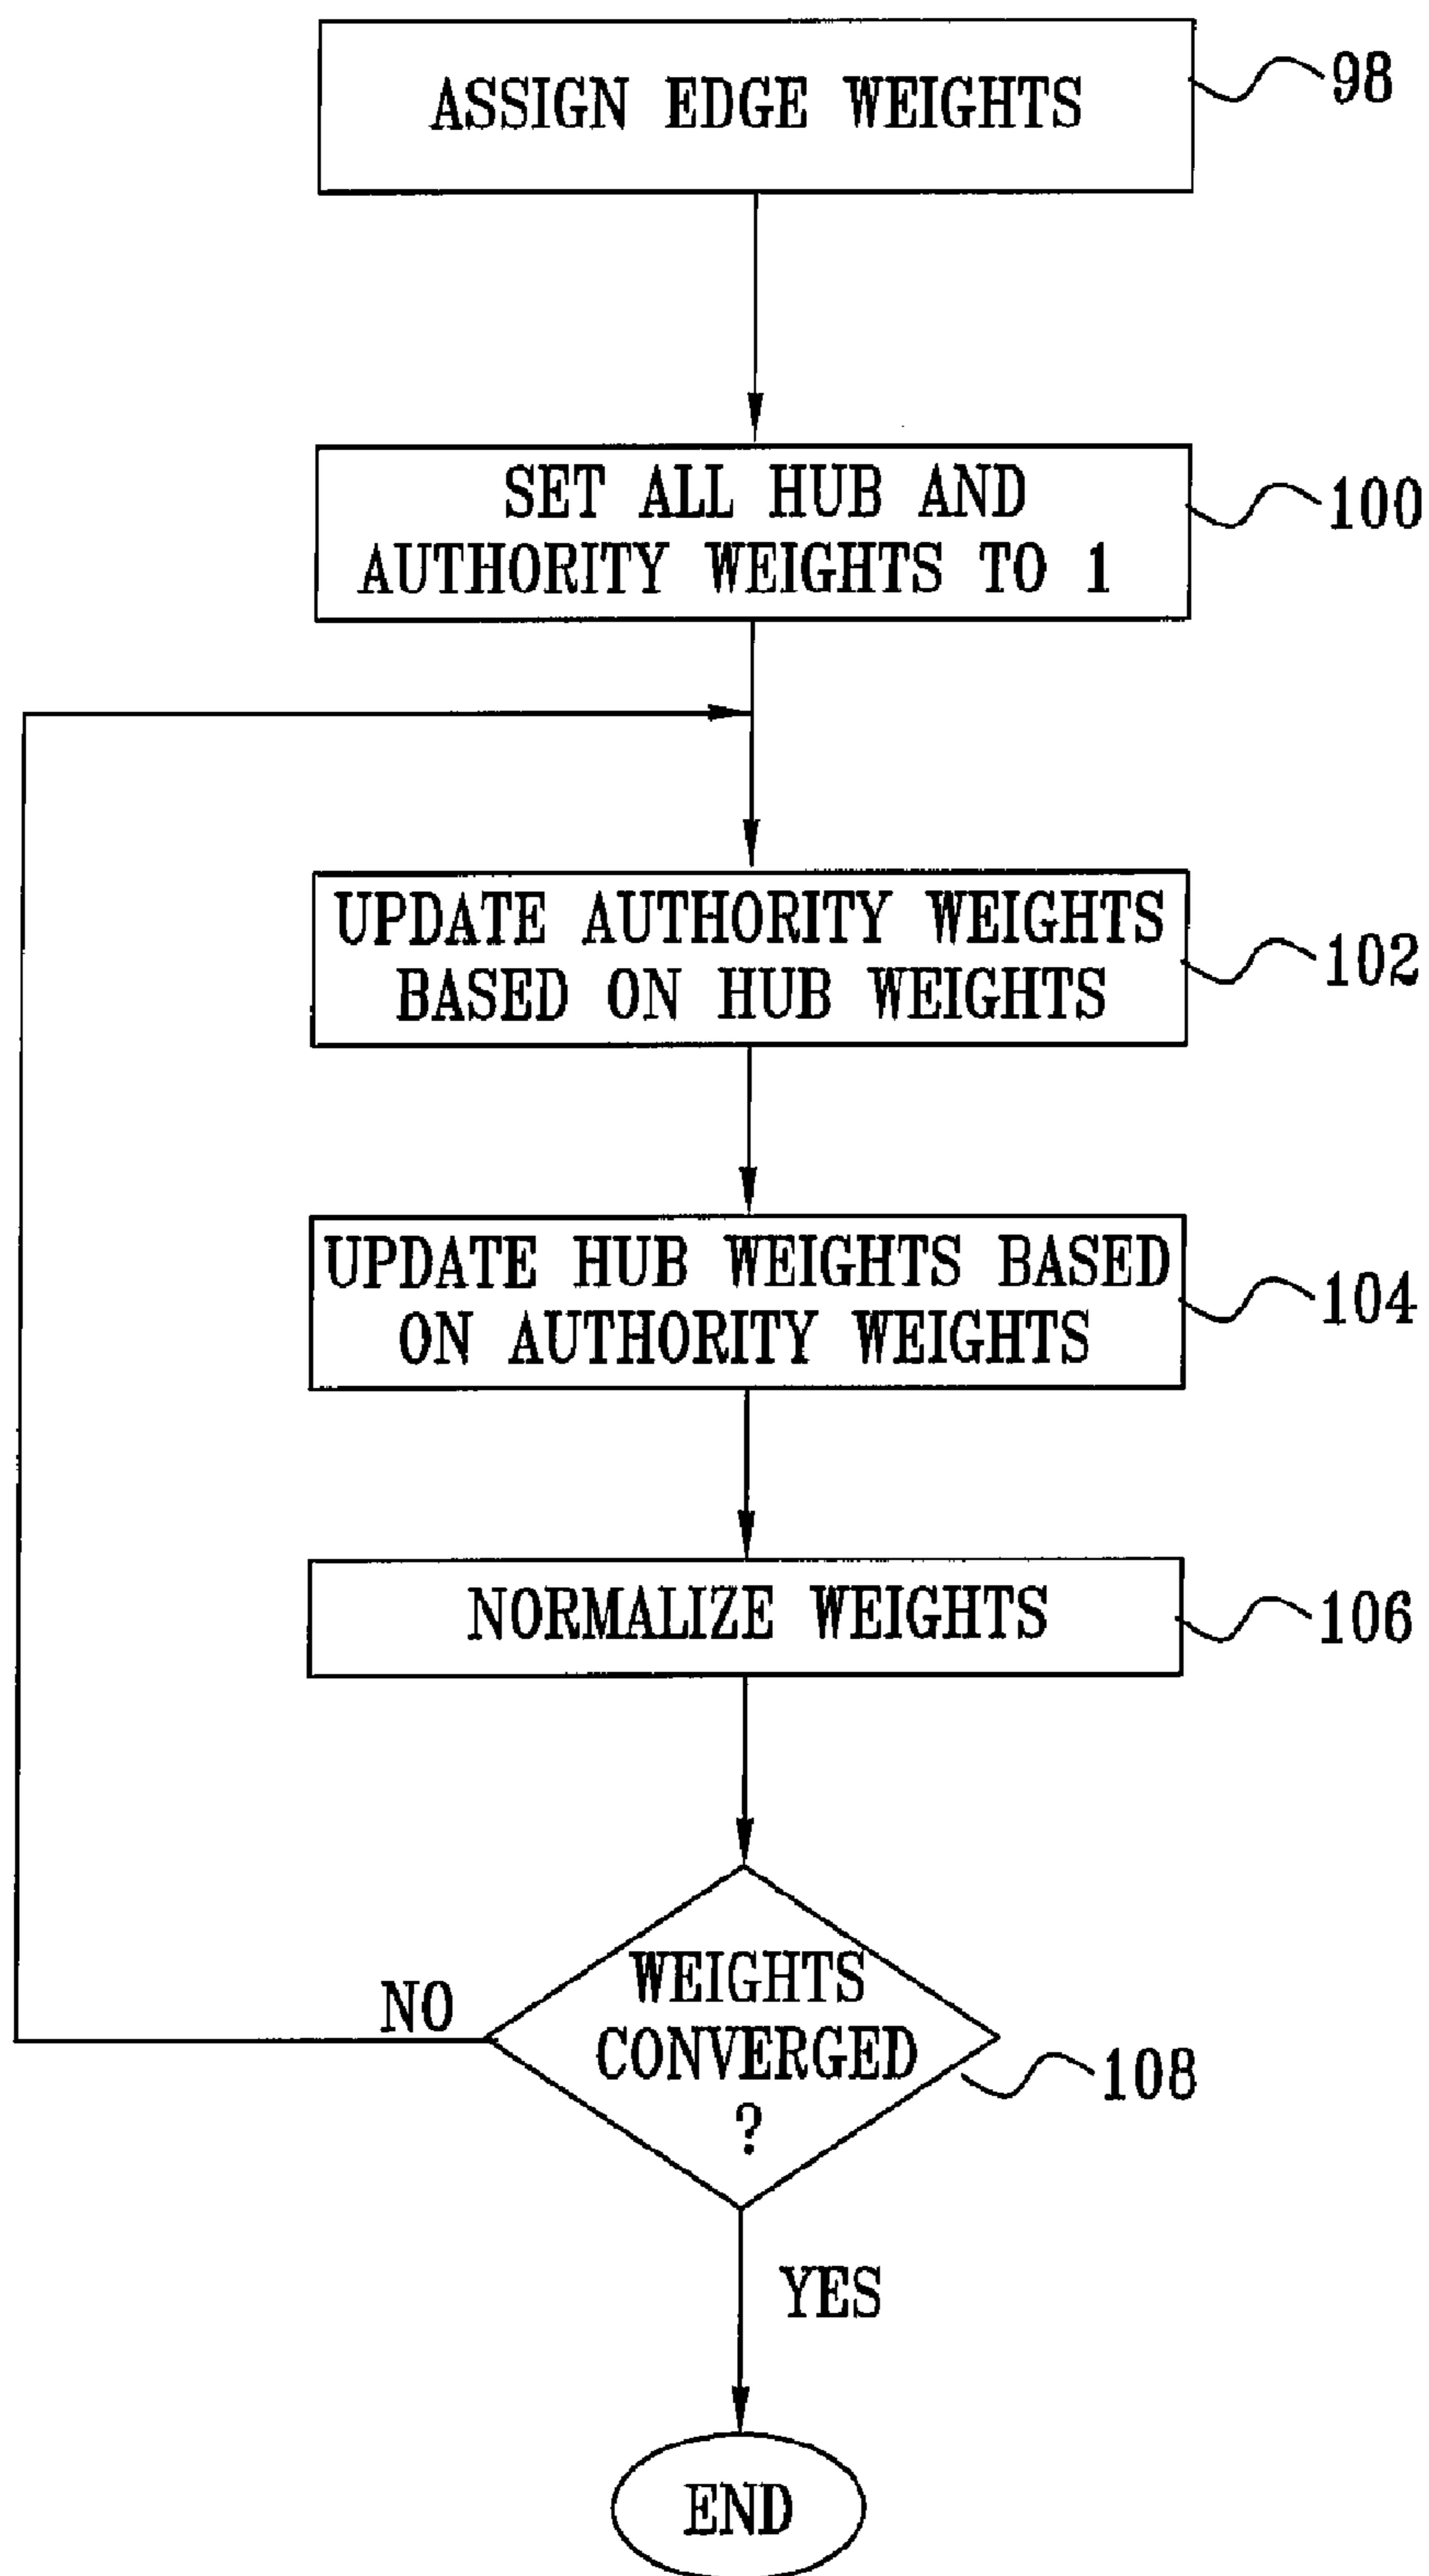 ASSIGN EDGE WEIGHTS
98
SET ALL HUB AND
AUTHORITY WEIGHTS TO 1
100
UPDATE AUTHORITY WEIGHTS
BASED ON HUB WEIGHTS
102
UPDATE HUB WEIGHTS BASED
ON AUTHORITY WEIGHTS
104
NORMALIZE WEIGHTS
106
WEIGHTS
CONVERGED
?
NO
108
YES
END